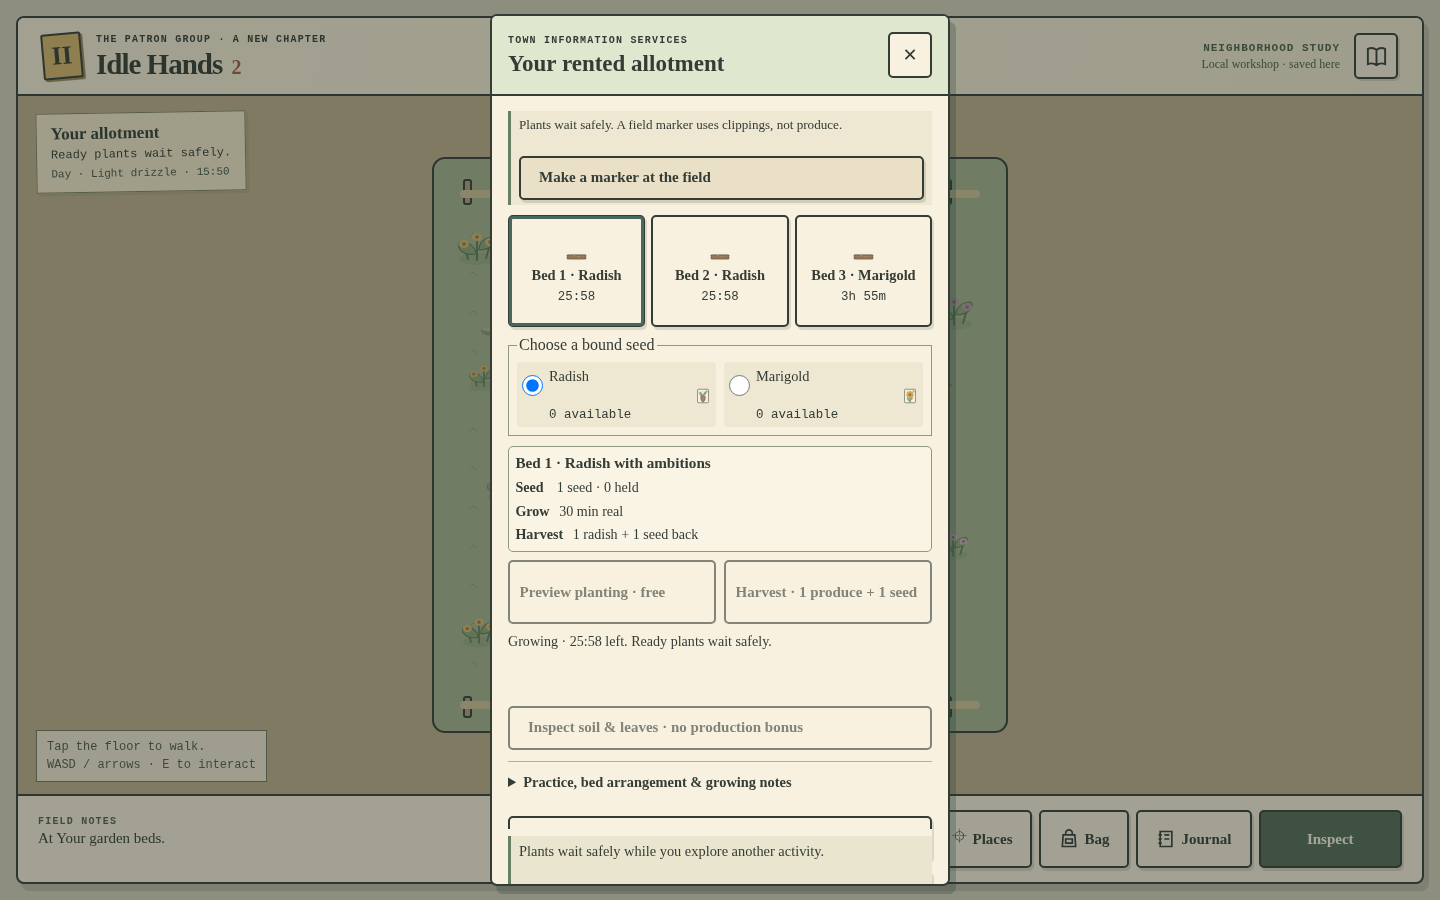 II
THE PATRON GROUP · A NEW CHAPTER
Idle Hands 2
NEIGHBORHOOD STUDY
Local workshop · saved here
Your allotment
Ready plants wait safely.
Day · Light drizzle · 15:50
TOWN INFORMATION SERVICES
Your rented allotment
×
Plants wait safely. A field marker uses clippings, not produce.
Make a marker at the field
Bed 1 · Radish
25:58
Bed 2 · Radish
25:58
Bed 3 · Marigold
3h 55m
Choose a bound seed
Radish
0 available
Marigold
0 available
Bed 1 · Radish with ambitions
Seed 1 seed · 0 held
Grow 30 min real
Harvest 1 radish + 1 seed back
Preview planting · free
Harvest · 1 produce + 1 seed
Growing · 25:58 left. Ready plants wait safely.
Inspect soil & leaves · no production bonus
Practice, bed arrangement & growing notes
Plants wait safely while you explore another activity.
Tap the floor to walk.
WASD / arrows · E to interact
FIELD NOTES
At Your garden beds.
Places
Bag
Journal
Inspect